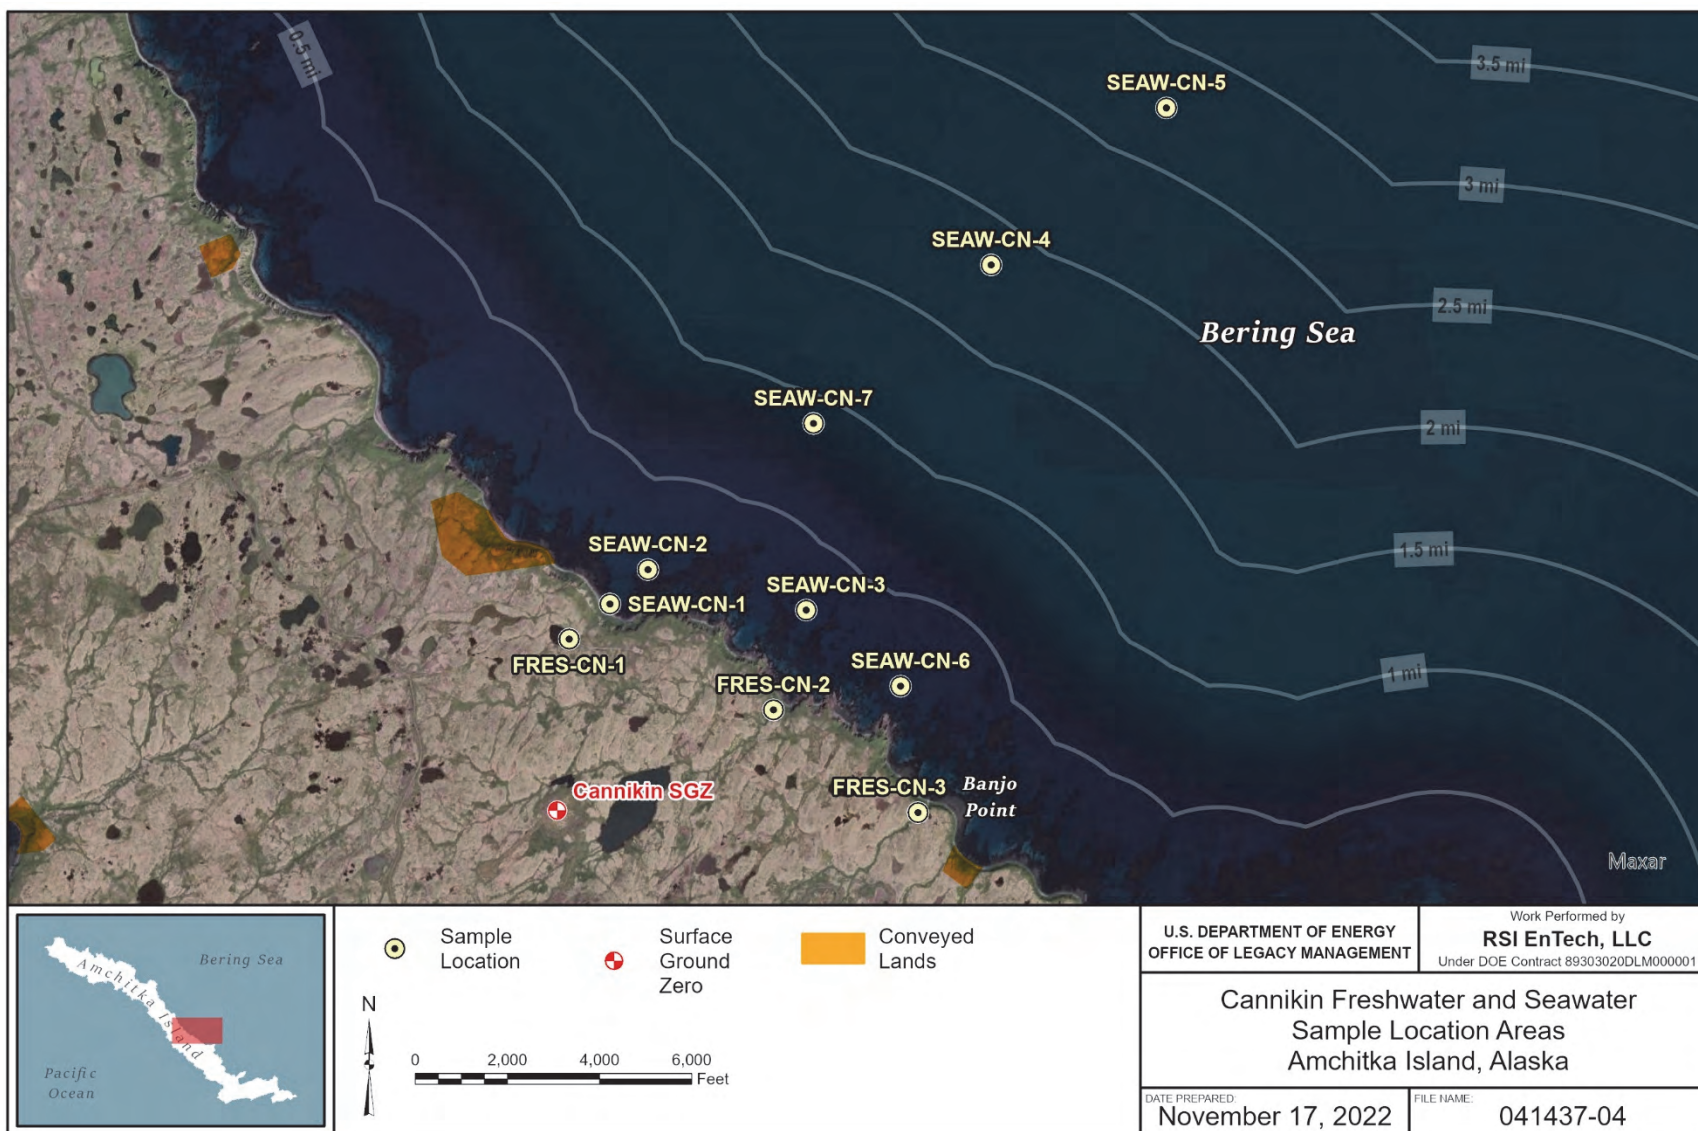 0.5 mi
3.5 mi
SEAW-CN-5
3 mi
SEAW-CN-4
2.5 mi
Bering Sea
SEAW-CN-7
2 mi
SEAW-CN-2
1.5 mi
SEAW-CN-3
SEAW-CN-1
FRES-CN-1
SEAW-CN-6
1 mi
FRES-CN-2
Cannikin SGZ
FRES-CN-3
Banjo
Point
Maxar
Bering Sea
Amchitka Island
Pacific
Ocean
Sample
Location
Surface
Ground
Zero
Conveyed
Lands
N
0 2,000 4,000 6,000
Feet
U.S. DEPARTMENT OF ENERGY
OFFICE OF LEGACY MANAGEMENT
Work Performed by
RSI EnTech, LLC
Under DOE Contract 89303020DLM000001
Cannikin Freshwater and Seawater
Sample Location Areas
Amchitka Island, Alaska
DATE PREPARED:
November 17, 2022
FILE NAME:
041437-04